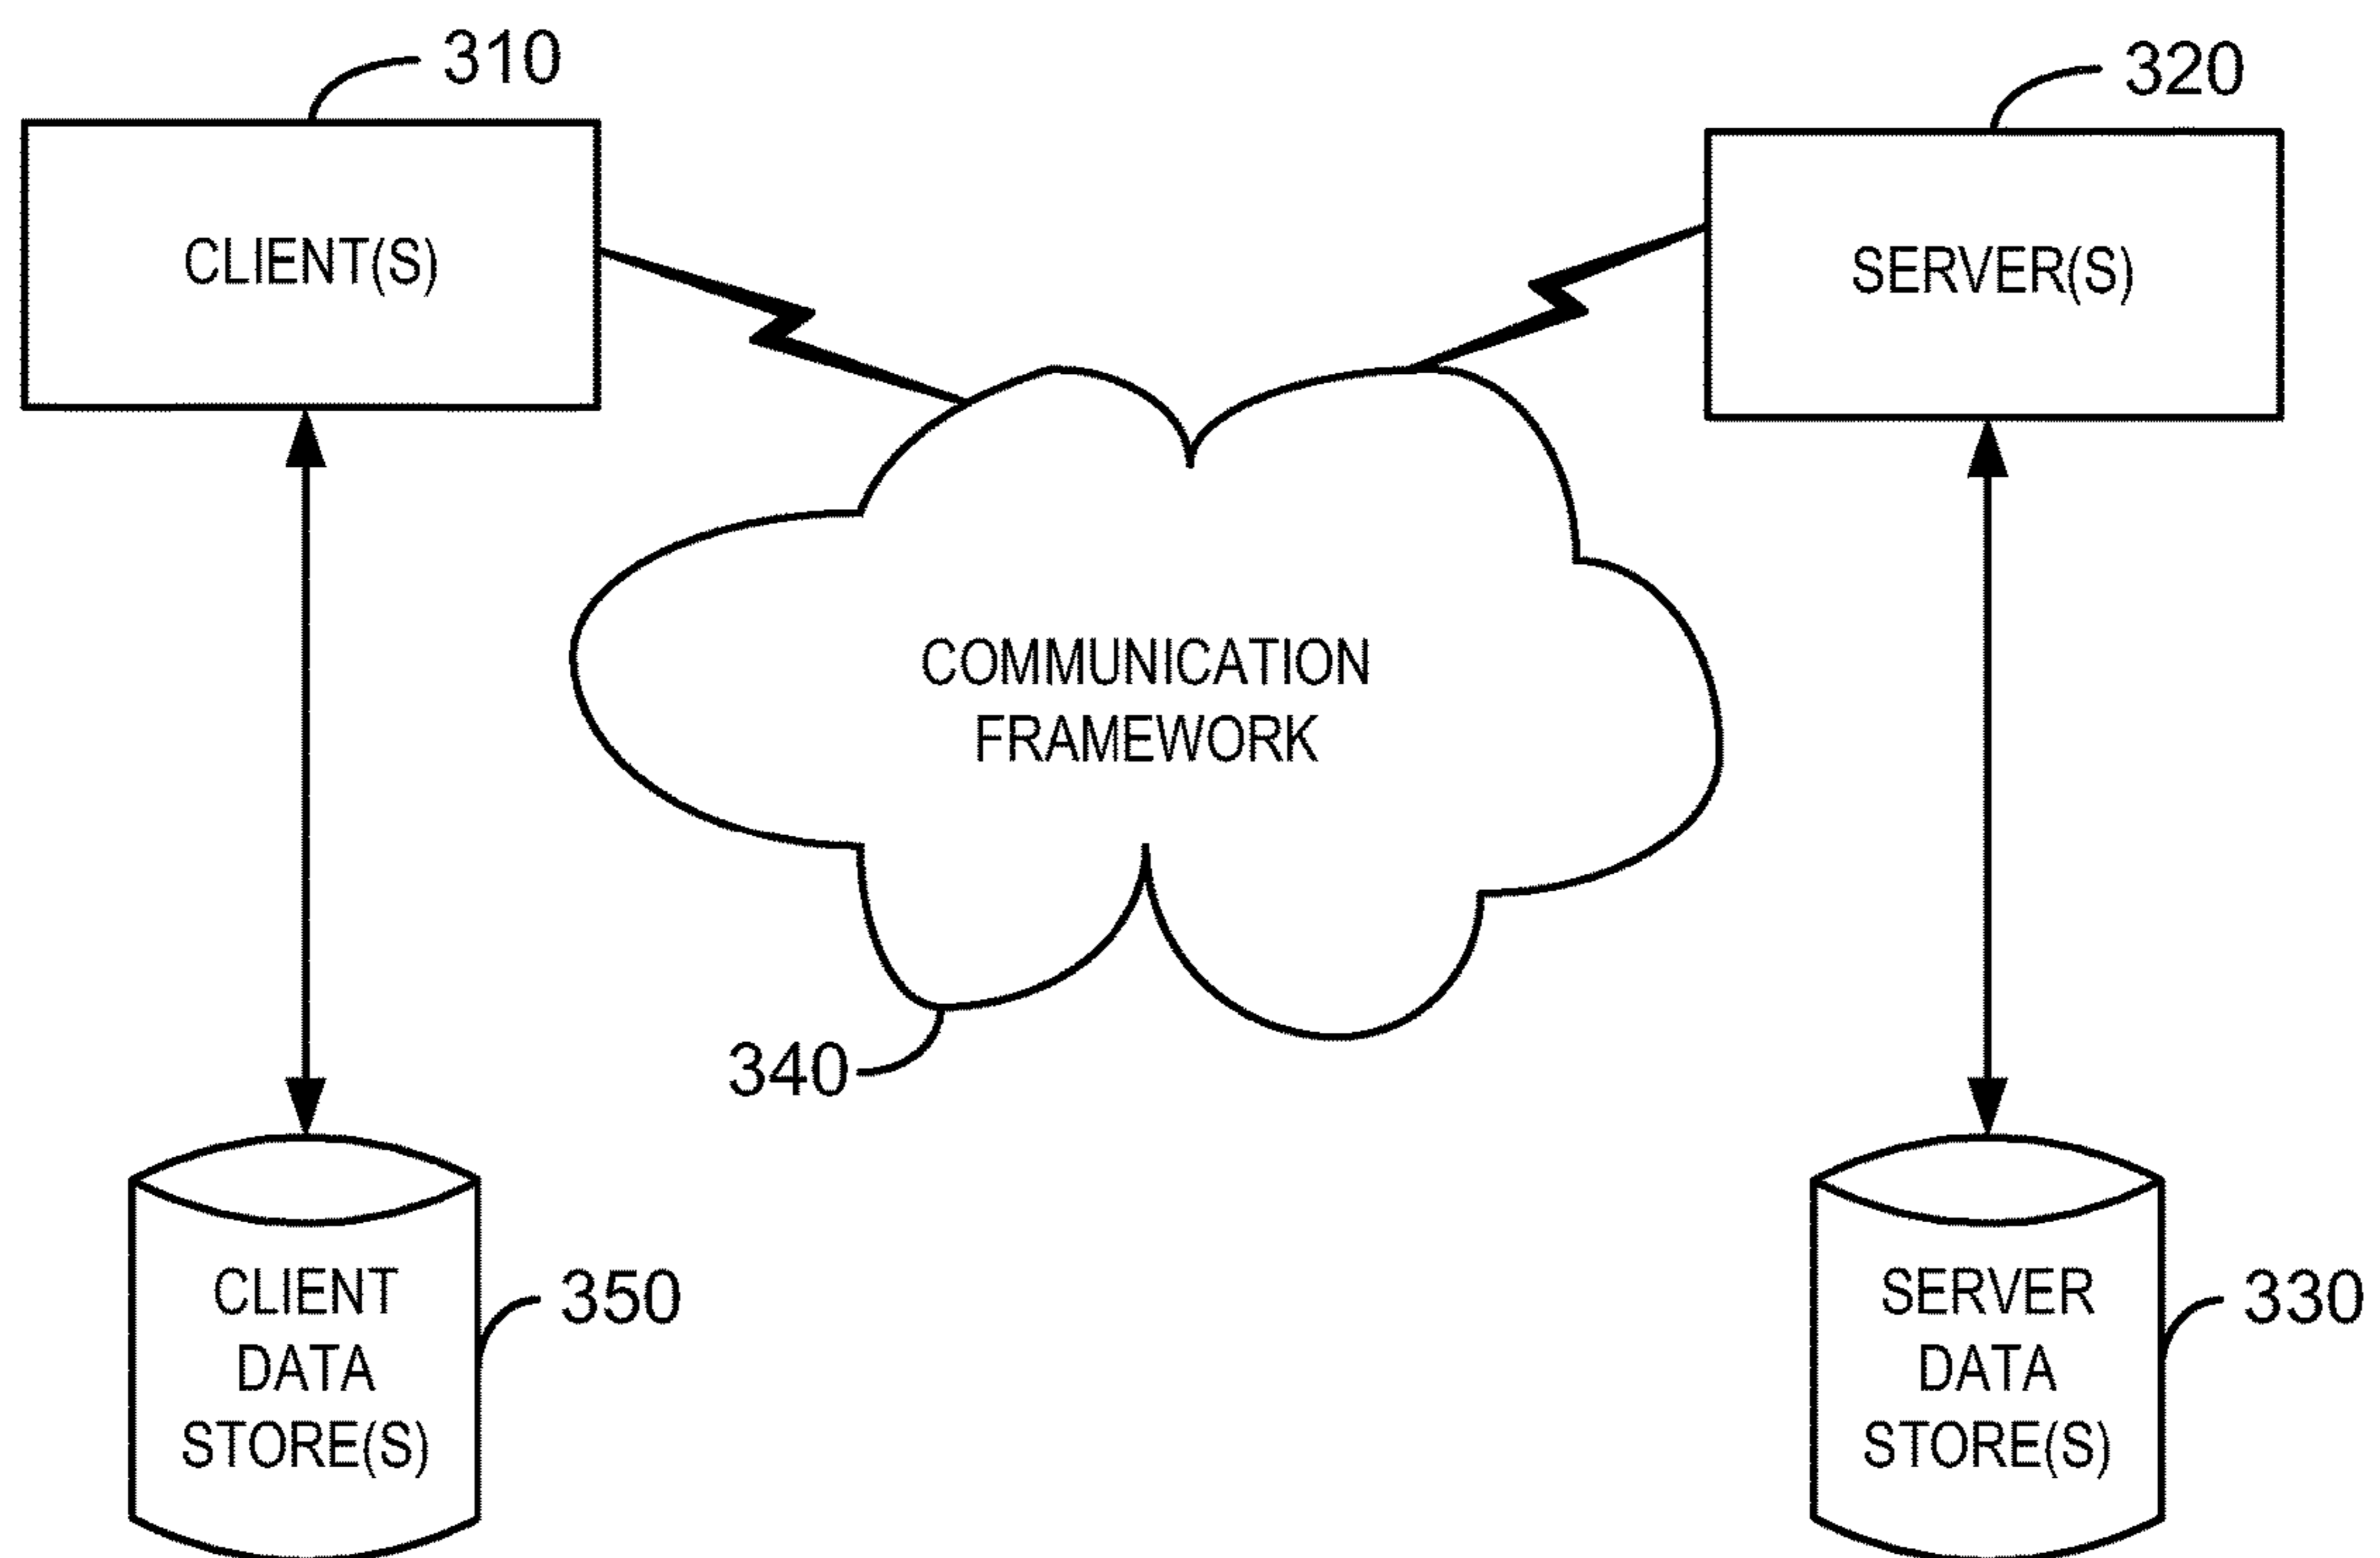 310
320
CLIENT(S)
SERVER(S)
COMMUNICATION
FRAMEWORK
340
CLIENT
DATA
STORE(S)
350
SERVER
DATA
STORE(S)
330